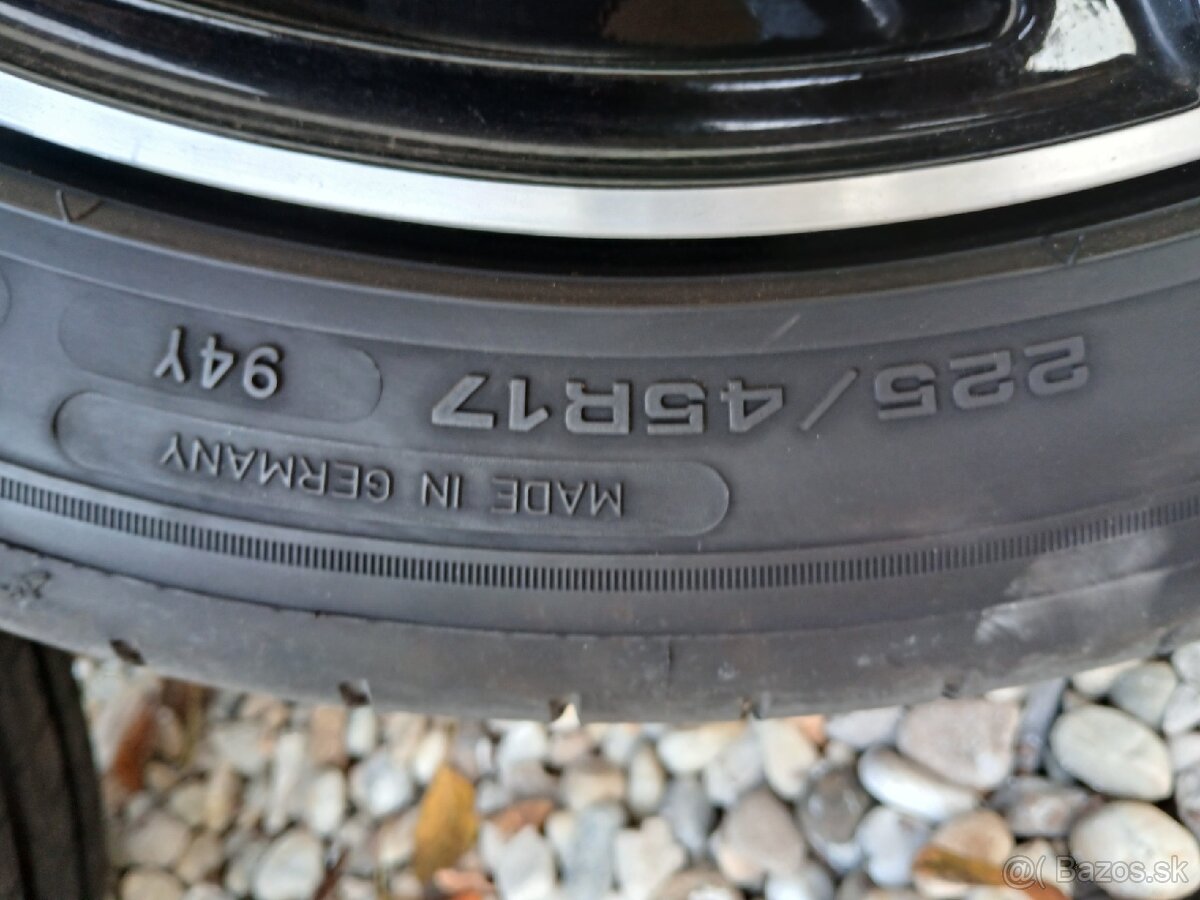 225/45R17 94Y
MADE IN GERMANY
@( Bazos.sk